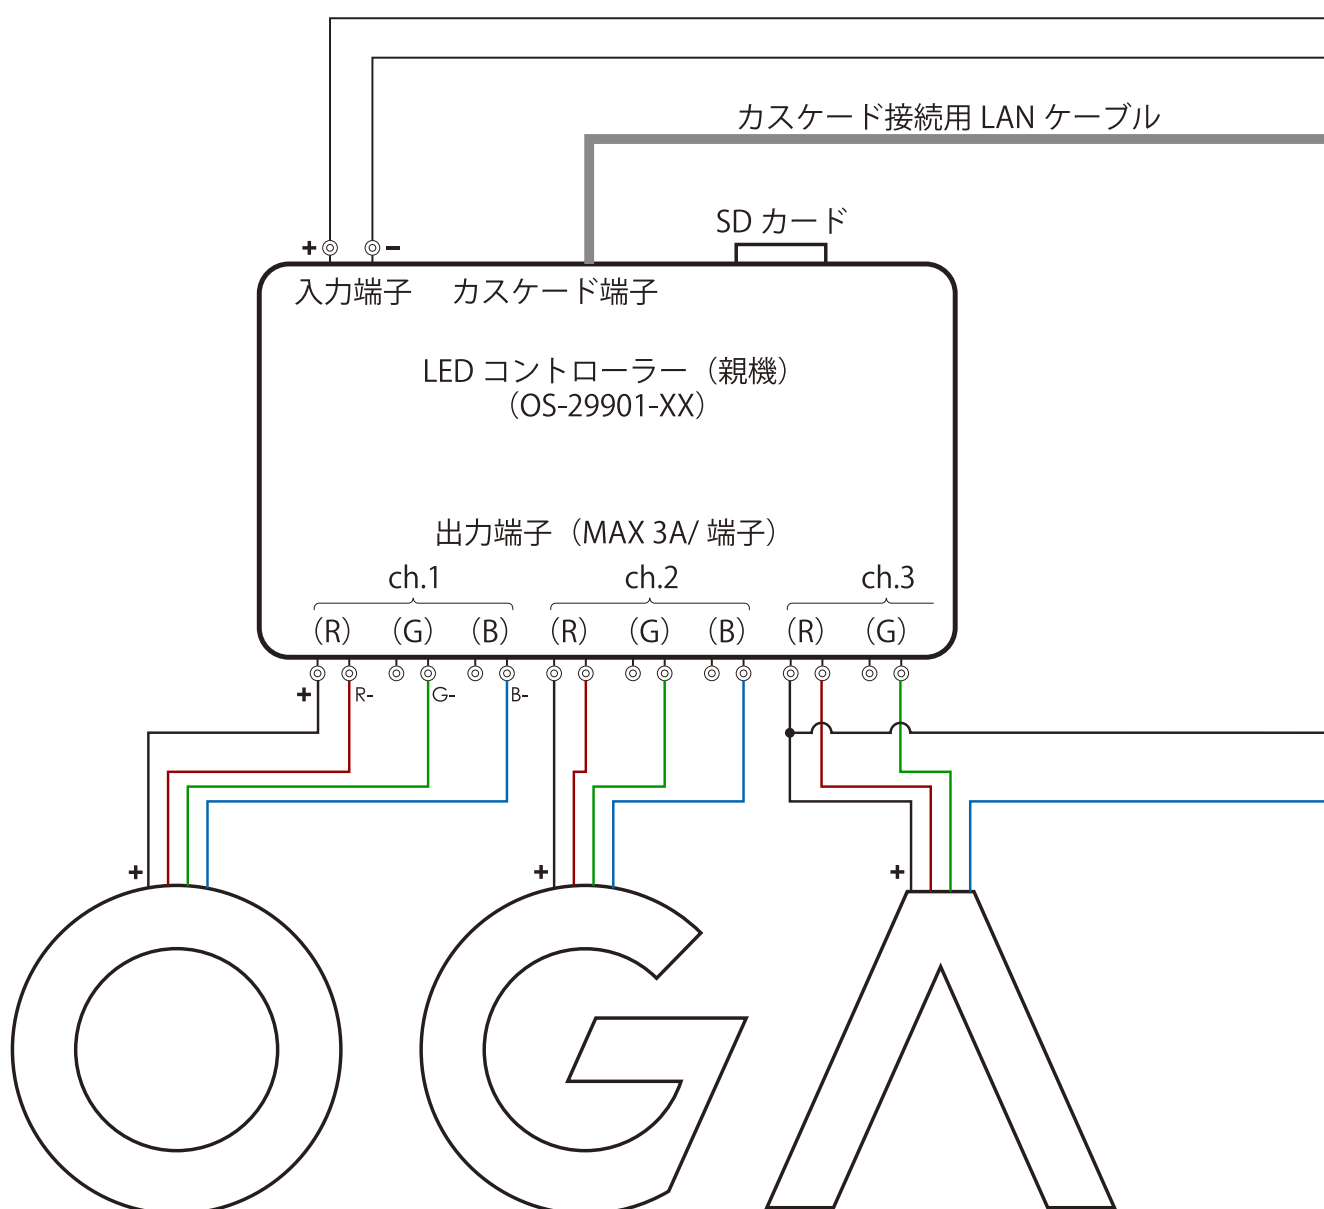 カスケード接続用 LAN ケーブル
SD カード
+ −
入力端子 カスケード端子
LED コントローラー（親機）
（OS-29901-XX）
出力端子（MAX 3A/ 端子）
ch.1 ch.2 ch.3
（R） （G） （B） （R） （G） （B） （R） （G）
+ R- G- B-
+ + +
OGA